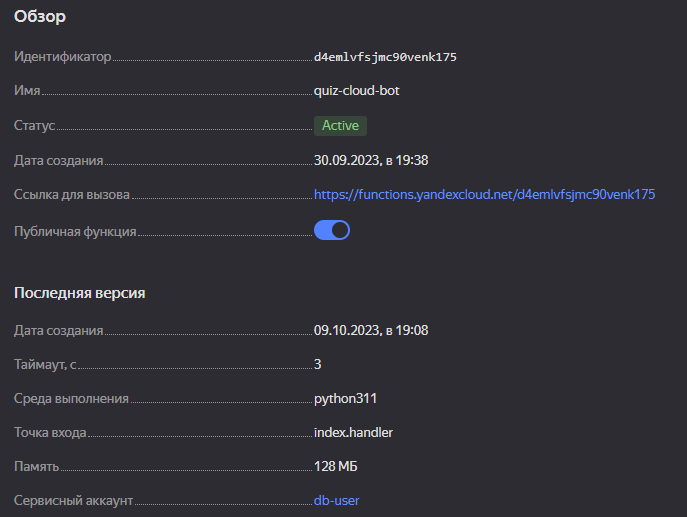 Обзор
Идентификатор d4emlvfsjmc90venk175
Имя quiz-cloud-bot
Статус Active
Дата создания 30.09.2023, в 19:38
Ссылка для вызова https://functions.yandexcloud.net/d4emlvfsjmc90venk175
Публичная функция
Последняя версия
Дата создания 09.10.2023, в 19:08
Таймаут, с 3
Среда выполнения python311
Точка входа index.handler
Память 128 МБ
Сервисный аккаунт db-user